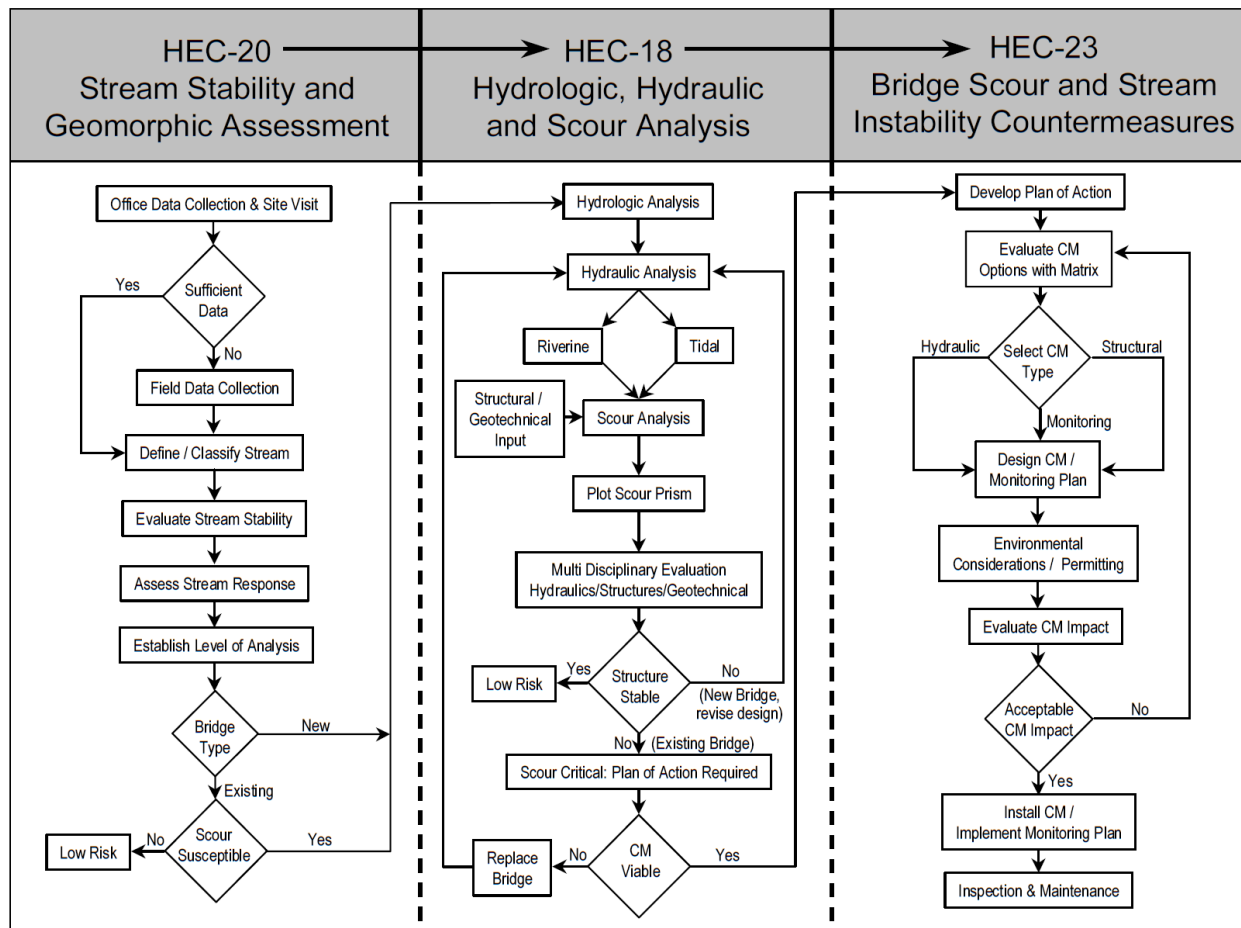 HEC-20
Stream Stability and
Geomorphic Assessment
HEC-18
Hydrologic, Hydraulic
and Scour Analysis
HEC-23
Bridge Scour and Stream
Instability Countermeasures
Office Data Collection & Site Visit
Yes
Sufficient
Data
No
Field Data Collection
Define / Classify Stream
Evaluate Stream Stability
Assess Stream Response
Establish Level of Analysis
Bridge
Type
New
Existing
Low Risk
No
Scour
Susceptible
Yes
Hydrologic Analysis
Hydraulic Analysis
Riverine
Tidal
Structural /
Geotechnical
Input
Scour Analysis
Plot Scour Prism
Multi Disciplinary Evaluation
Hydraulics/Structures/Geotechnical
Low Risk
Yes
Structure
Stable
No
(New Bridge,
revise design)
No (Existing Bridge)
Scour Critical: Plan of Action Required
Replace
Bridge
No
CM
Viable
Yes
Develop Plan of Action
Evaluate CM
Options with Matrix
Hydraulic
Select CM
Type
Structural
Monitoring
Design CM /
Monitoring Plan
Environmental
Considerations / Permitting
Evaluate CM Impact
Acceptable
CM Impact
No
Yes
Install CM /
Implement Monitoring Plan
Inspection & Maintenance